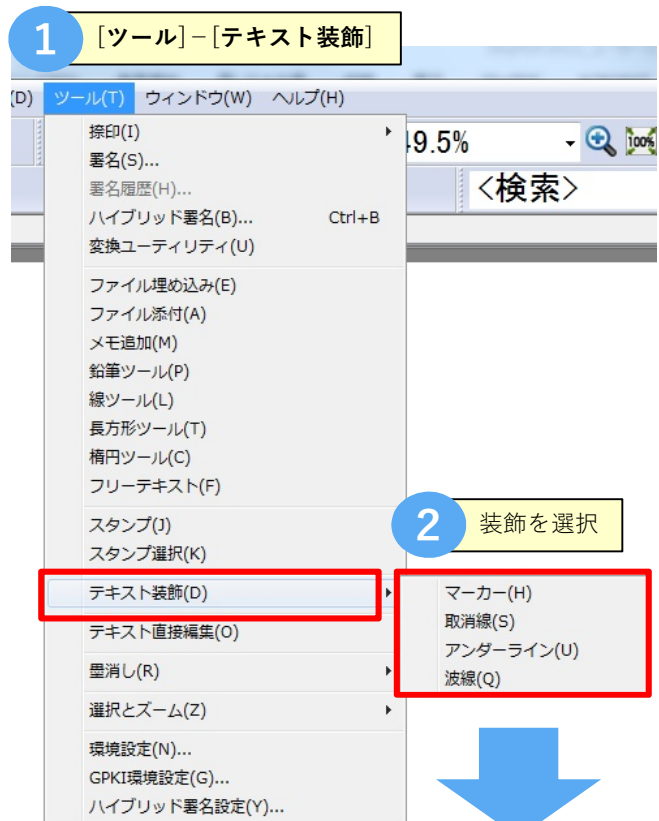 1
[ツール]－[テキスト装飾]
(D) ツール(T) ウィンドウ(W) ヘルプ(H)
捺印(I)
49.5%
100%
署名(S)...
署名履歴(H)...
<検索>
ハイブリッド署名(B)... Ctrl+B
変換ユーティリティ(U)
ファイル埋め込み(E)
ファイル添付(A)
メモ追加(M)
鉛筆ツール(P)
線ツール(L)
長方形ツール(T)
楕円ツール(C)
フリーテキスト(F)
スタンプ(J)
スタンプ選択(K)
2
装飾を選択
テキスト装飾(D)
マーカー(H)
取消線(S)
アンダーライン(U)
波線(Q)
テキスト直接編集(O)
墨消し(R)
選択とズーム(Z)
環境設定(N)...
GPKI環境設定(G)...
ハイブリッド署名設定(Y)...